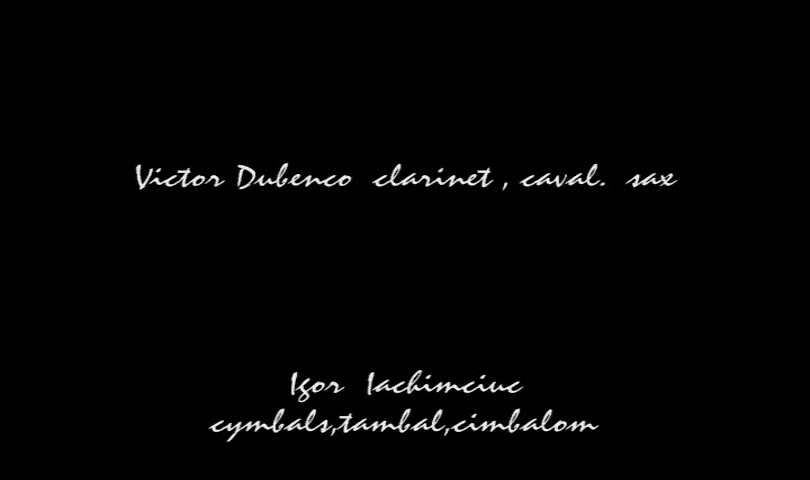 Victor Dubenco clarinet , caval. sax
Igor Iachimciuc
cymbals,tambal,cimbalom